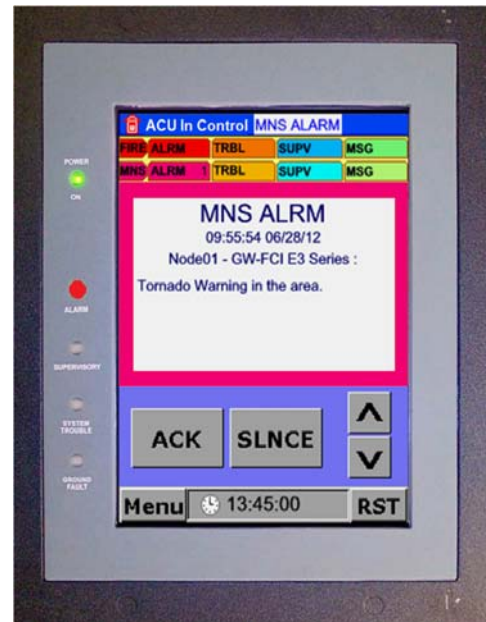 ACU In Control MNS ALARM
FIRE ALRM TRBL SUPV MSG
MNS ALRM 1 TRBL SUPV MSG
POWER
ON
MNS ALRM
09:55:54 06/28/12
Node01 - GW-FCI E3 Series :
Tornado Warning in the area.
ALARM
SUPERVISORY
SYSTEM
TROUBLE
GROUND
FAULT
ACK SLNCE
Menu 13:45:00 RST